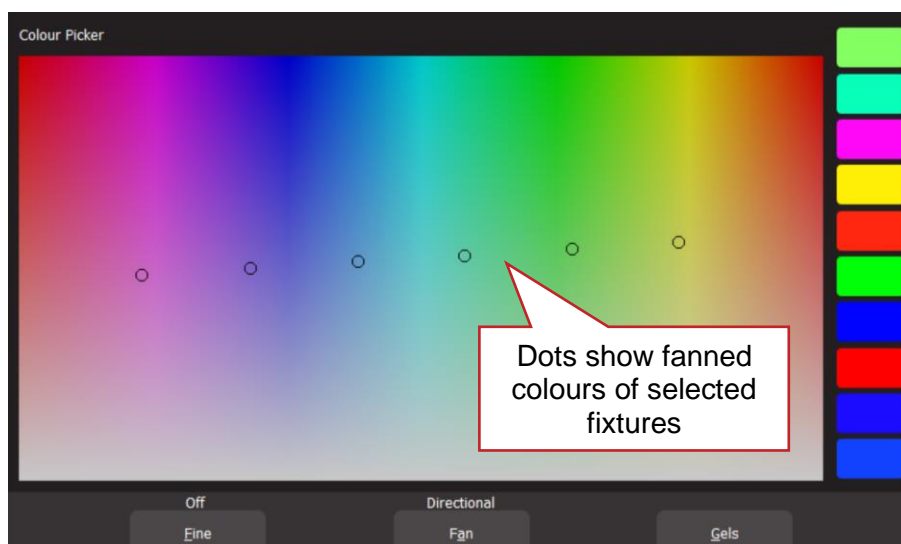 Colour Picker
Dots show fanned
colours of selected
fixtures
Off
Directional
Fine
Fan
Gels